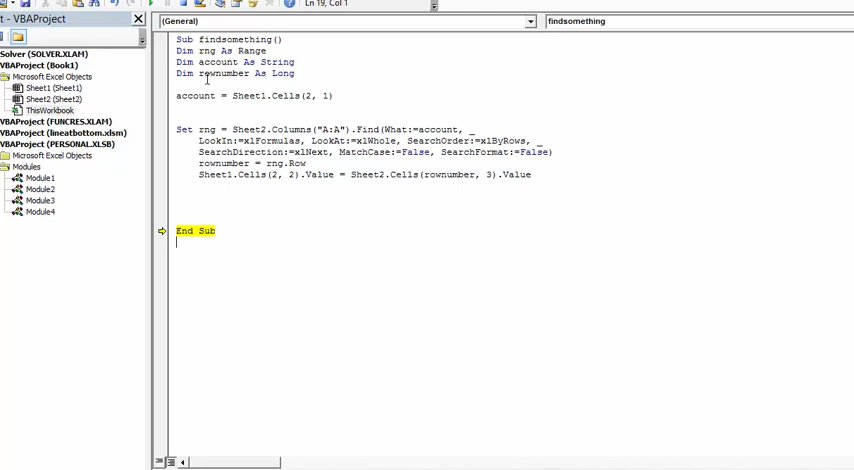 Ln 19, Col 1
t - VBAProject
Solver (SOLVER.XLAM)
VBAProject (Book1)
Microsoft Excel Objects
Sheet1 (Sheet1)
Sheet2 (Sheet2)
ThisWorkbook
VBAProject (FUNCRES.XLAM)
VBAProject (lineatbottom.xlsm)
VBAProject (PERSONAL.XLSB)
Microsoft Excel Objects
Modules
Module1
Module2
Module3
Module4
(General)
findsomething
Sub findsomething()
Dim rng As Range
Dim account As String
Dim rownumber As Long
account = Sheet1.Cells(2, 1)
Set rng = Sheet2.Columns("A:A").Find(What:=account, _
LookIn:=xlFormulas, LookAt:=xlWhole, SearchOrder:=xlByRows, _
SearchDirection:=xlNext, MatchCase:=False, SearchFormat:=False)
rownumber = rng.Row
Sheet1.Cells(2, 2).Value = Sheet2.Cells(rownumber, 3).Value
End Sub